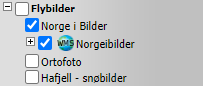 Flybilder
Norge i Bilder
WMS Norgeibilder
Ortofoto
Hafjell - snøbilder